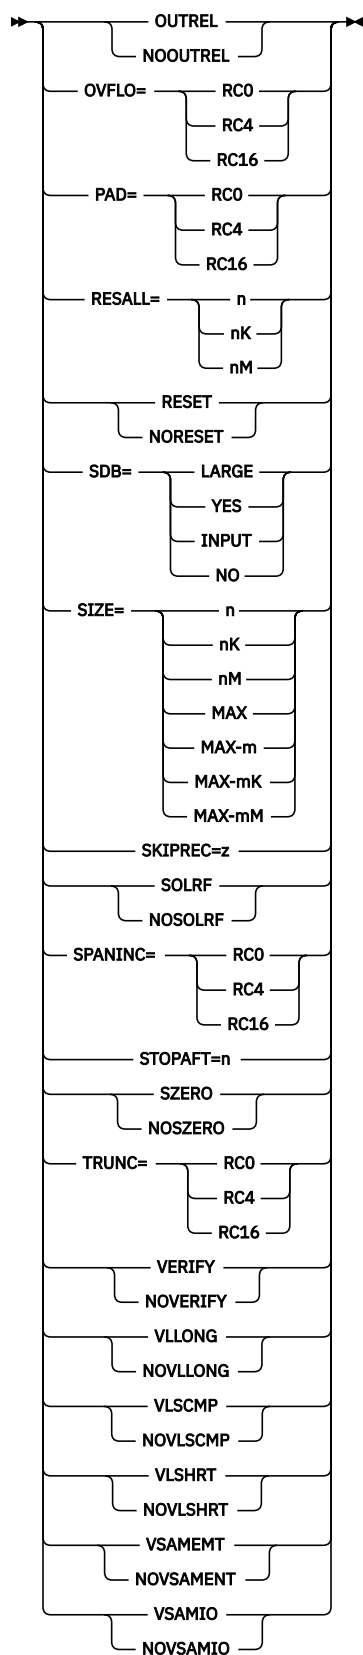 OUTREL
NOOUTREL
OVFLO= RC0
RC4
RC16
PAD= RC0
RC4
RC16
RESALL= n
nK
nM
RESET
NORESET
SDB= LARGE
YES
INPUT
NO
SIZE= n
nK
nM
MAX
MAX-m
MAX-mK
MAX-mM
SKIPREC=z
SOLRF
NOSOLRF
SPANINC= RC0
RC4
RC16
STOPAFT=n
SZERO
NOSZERO
TRUNC= RC0
RC4
RC16
VERIFY
NOVERIFY
VLLONG
NOVLLONG
VLSCMP
NOVLSCMP
VLSHRT
NOVLSHRT
VSAMEMT
NOVSAMENT
VSAMIO
NOVSAMIO